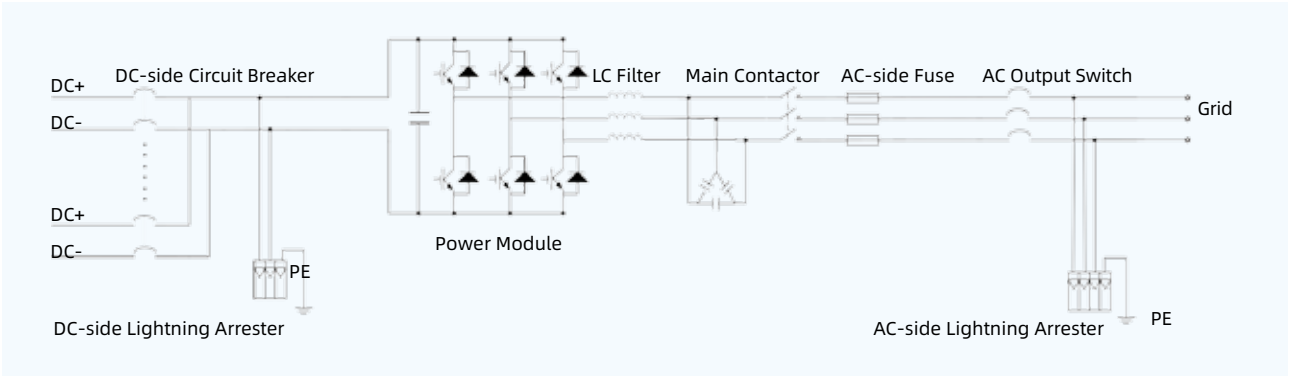 DC-side Circuit Breaker
LC Filter
Main Contactor
AC-side Fuse
AC Output Switch
DC+
Grid
DC-
DC+
Power Module
DC-
PE
PE
DC-side Lightning Arrester
AC-side Lightning Arrester